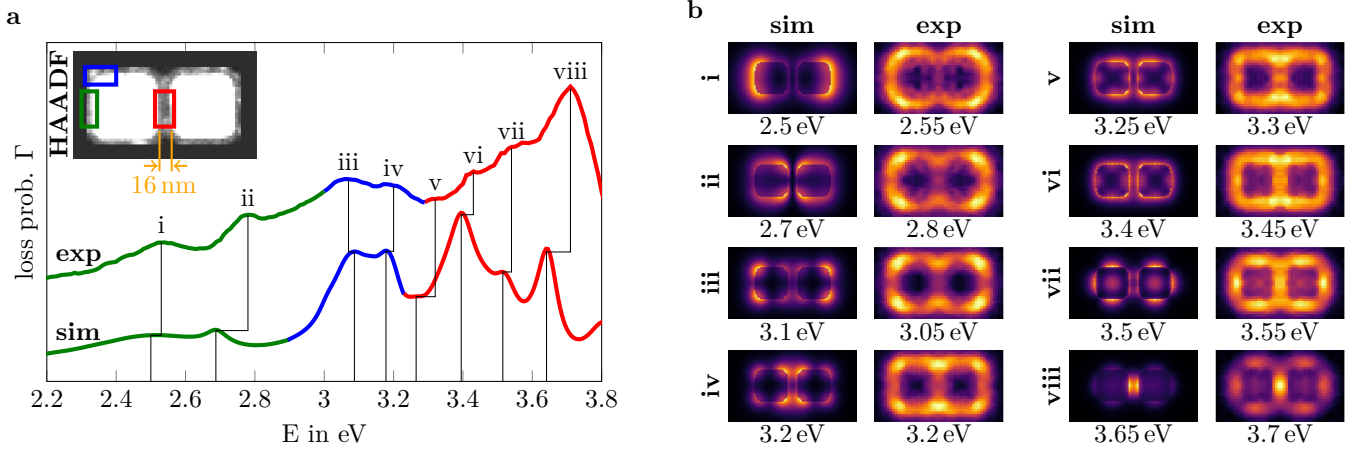 a
HAADF
16 nm
loss prob. Γ
exp
sim
i
ii
iii
iv
v
vi
vii
viii
2.2 2.4 2.6 2.8 3 3.2 3.4 3.6 3.8
E in eV
b
sim exp sim exp
i v
2.5 eV 2.55 eV 3.25 eV 3.3 eV
ii vi
2.7 eV 2.8 eV 3.4 eV 3.45 eV
iii vii
3.1 eV 3.05 eV 3.5 eV 3.55 eV
iv viii
3.2 eV 3.2 eV 3.65 eV 3.7 eV